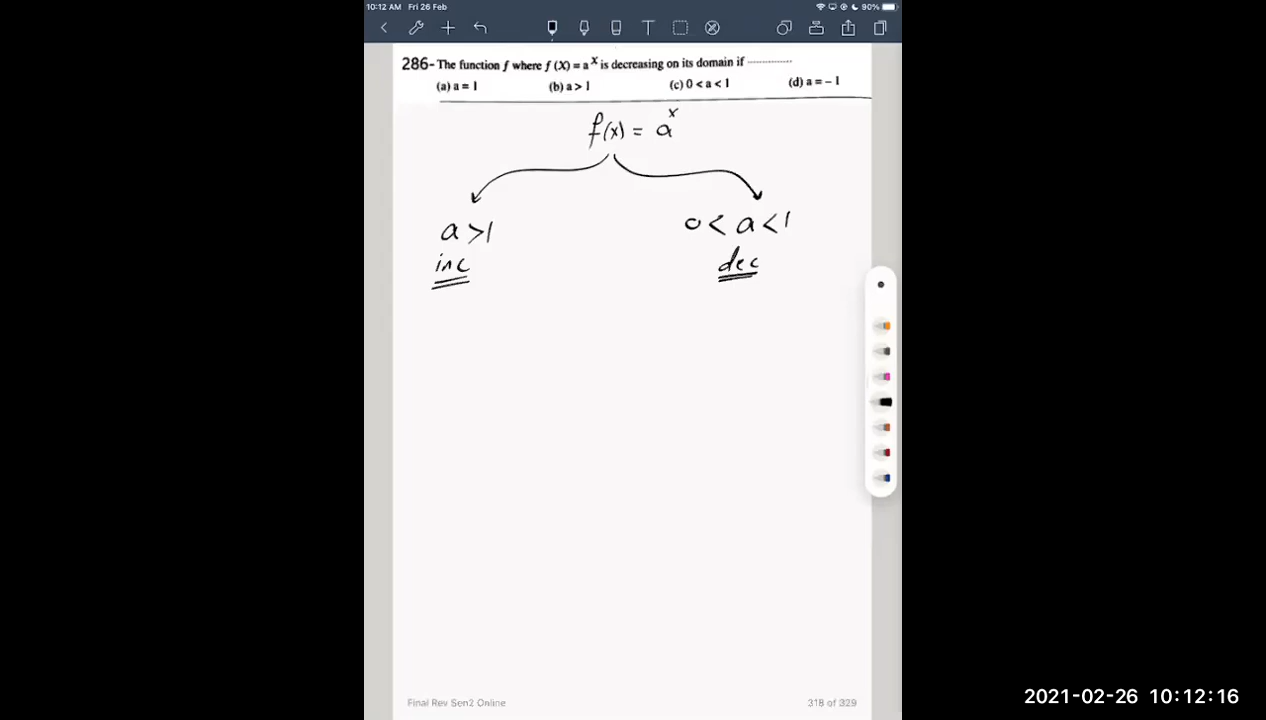 10:12 AM Fri 26 Feb 90%
286- The function f where f (X) = a^x is decreasing on its domain if ..............
(a) a = 1 (b) a > 1 (c) 0 < a < 1 (d) a = – 1
f(x) = a^x
a >1 0 < a < 1
inc dec
Final Rev Sen2 Online 318 of 329
2021-02-26 10:12:16